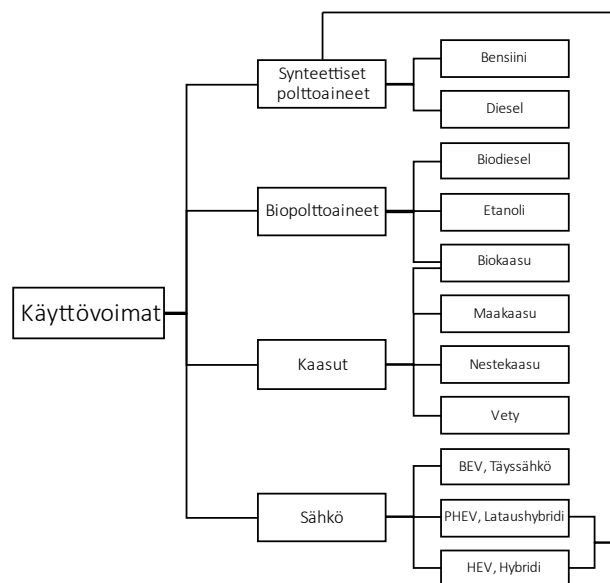 Käyttövoimat
Synteettiset
polttoaineet
Bensiini
Diesel
Biopolttoaineet
Biodiesel
Etanoli
Biokaasu
Kaasut
Maakaasu
Nestekaasu
Vety
Sähkö
BEV, Täyssähkö
PHEV, Lataushybridi
HEV, Hybridi